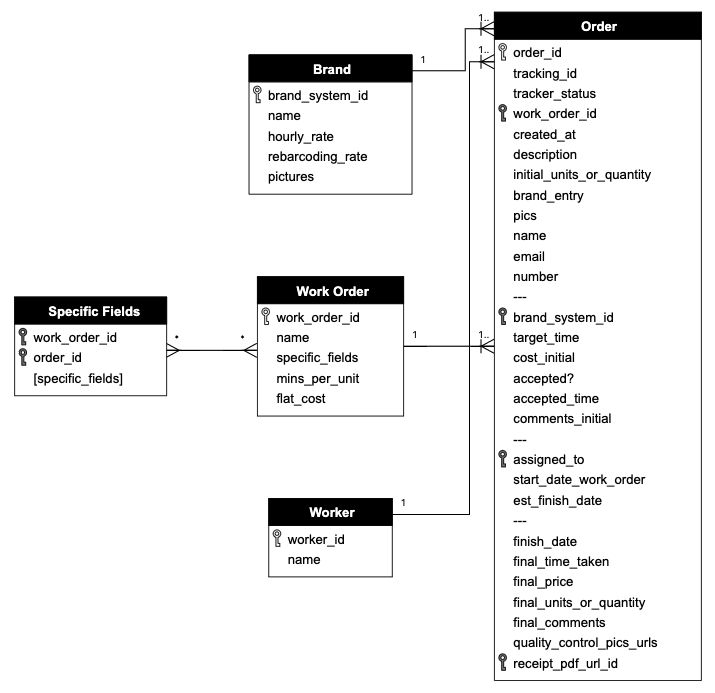 Brand
brand_system_id
name
hourly_rate
rebarcoding_rate
pictures
1
1..
1..
Order
order_id
tracking_id
tracker_status
work_order_id
created_at
description
initial_units_or_quantity
brand_entry
pics
name
email
number
---
brand_system_id
target_time
cost_initial
accepted?
accepted_time
comments_initial
---
assigned_to
start_date_work_order
est_finish_date
---
finish_date
final_time_taken
final_price
final_units_or_quantity
final_comments
quality_control_pics_urls
receipt_pdf_url_id
Specific Fields
work_order_id
order_id
[specific_fields]
*
*
Work Order
work_order_id
name
specific_fields
mins_per_unit
flat_cost
1
1..
Worker
worker_id
name
1